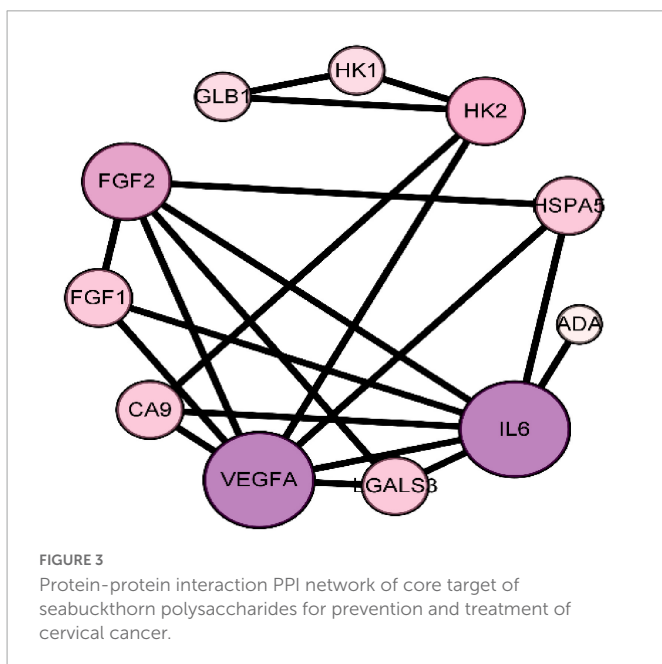 HK1
GLB1
HK2
FGF2
HSPA5
FGF1
ADA
CA9
IL6
VEGFA
LGALS3
FIGURE 3
Protein-protein interaction PPI network of core target of
seabuckthorn polysaccharides for prevention and treatment of
cervical cancer.